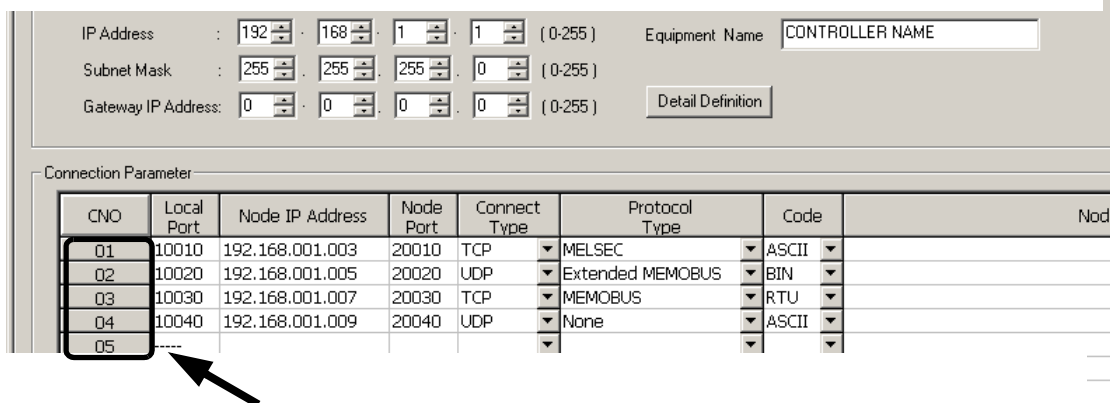 IP Address : 192 . 168 . 1 . 1 ( 0-255 ) Equipment Name CONTROLLER NAME
Subnet Mask : 255 . 255 . 255 . 0 ( 0-255 )
Gateway IP Address: 0 . 0 . 0 . 0 ( 0-255 ) Detail Definition
Connection Parameter
CNO Local Port Node IP Address Node Port Connect Type Protocol Type Code Nod
01 10010 192.168.001.003 20010 TCP MELSEC ASCII
02 10020 192.168.001.005 20020 UDP Extended MEMOBUS BIN
03 10030 192.168.001.007 20030 TCP MEMOBUS RTU
04 10040 192.168.001.009 20040 UDP None ASCII
05 -----